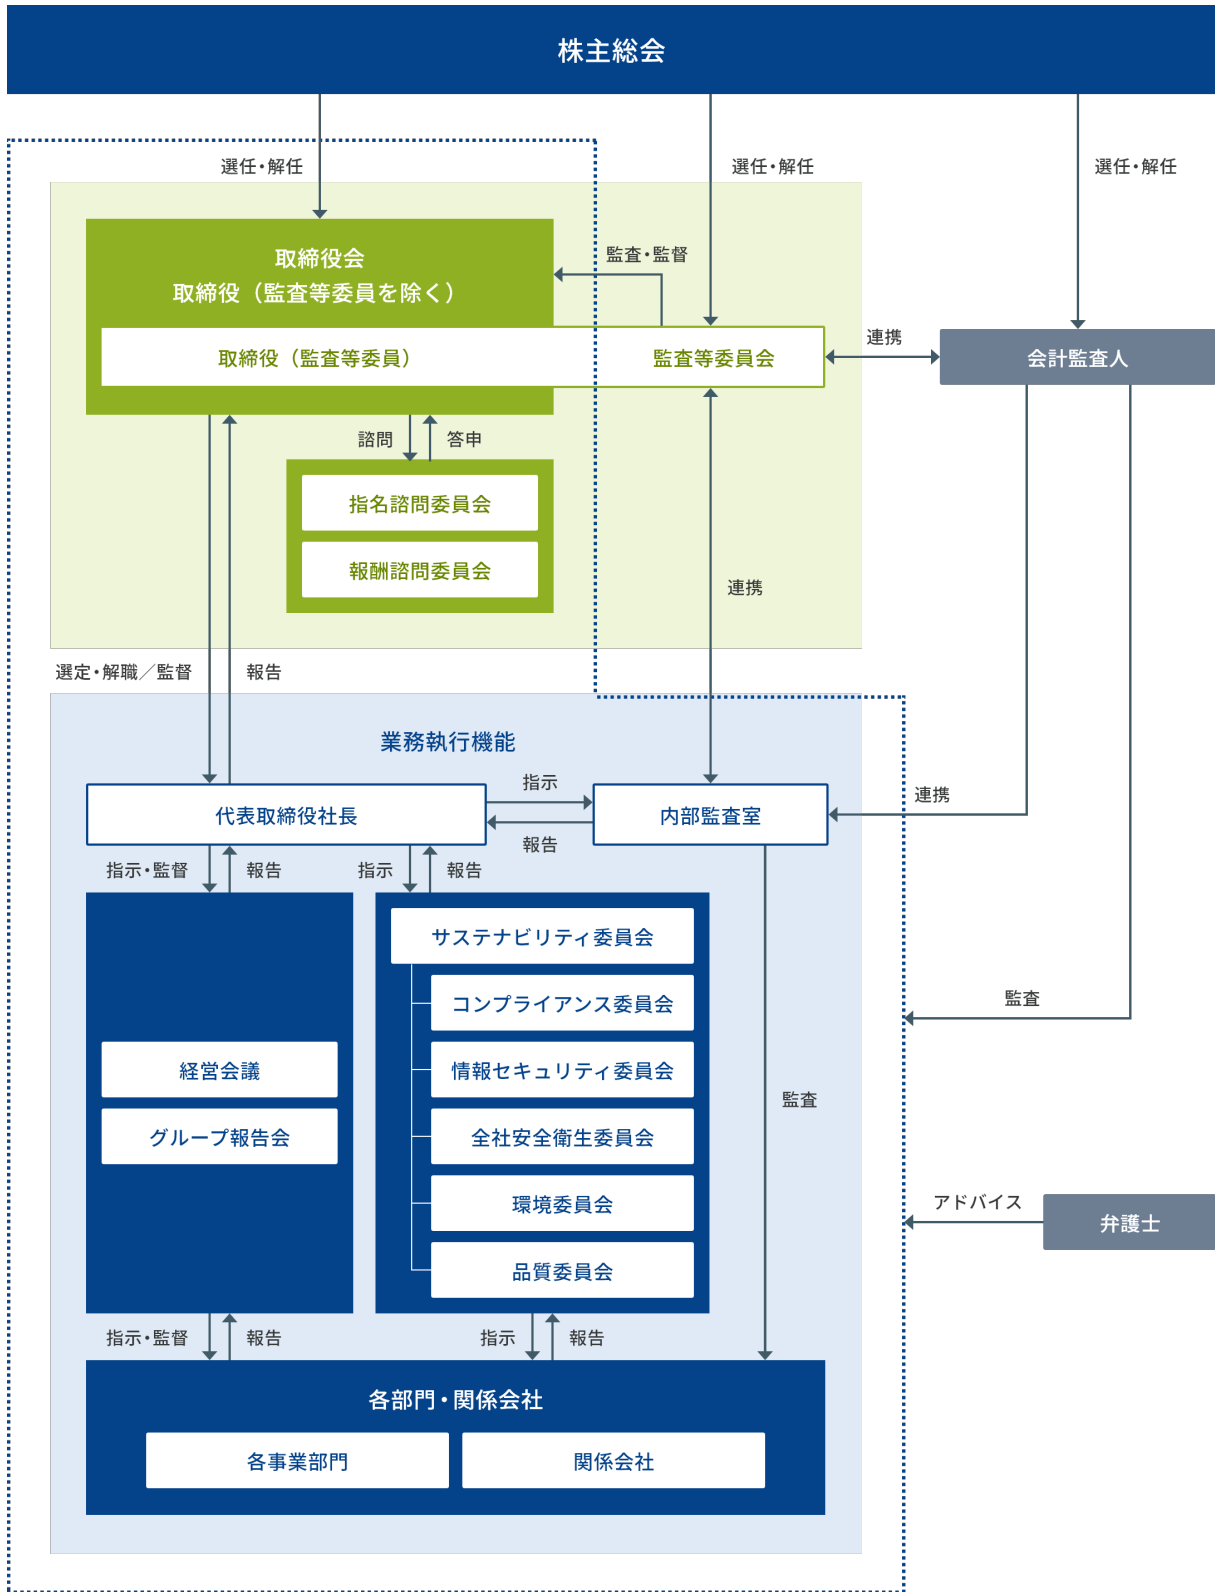 株主総会
選任・解任
選任・解任
選任・解任
取締役会
取締役（監査等委員を除く）
監査・監督
取締役（監査等委員）
監査等委員会
連携
会計監査人
諮問
答申
指名諮問委員会
報酬諮問委員会
連携
選定・解職／監督
報告
業務執行機能
代表取締役社長
指示
報告
内部監査室
連携
指示・監督
報告
指示
報告
サステナビリティ委員会
コンプライアンス委員会
情報セキュリティ委員会
全社安全衛生委員会
環境委員会
品質委員会
経営会議
グループ報告会
監査
監査
アドバイス
弁護士
指示・監督
報告
指示
報告
各部門・関係会社
各事業部門
関係会社